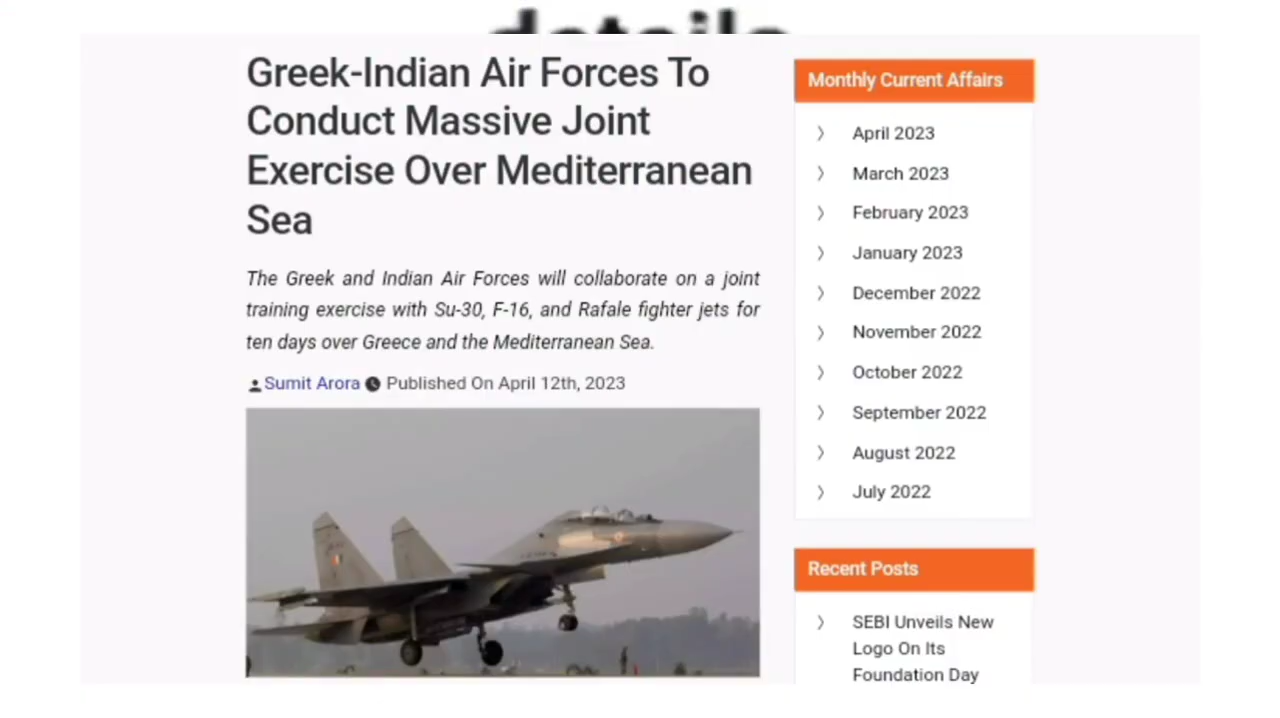 details
Greek-Indian Air Forces To
Conduct Massive Joint
Exercise Over Mediterranean
Sea
The Greek and Indian Air Forces will collaborate on a joint
training exercise with Su-30, F-16, and Rafale fighter jets for
ten days over Greece and the Mediterranean Sea.
Sumit Arora Published On April 12th, 2023
Monthly Current Affairs
April 2023
March 2023
February 2023
January 2023
December 2022
November 2022
October 2022
September 2022
August 2022
July 2022
Recent Posts
SEBI Unveils New
Logo On Its
Foundation Day